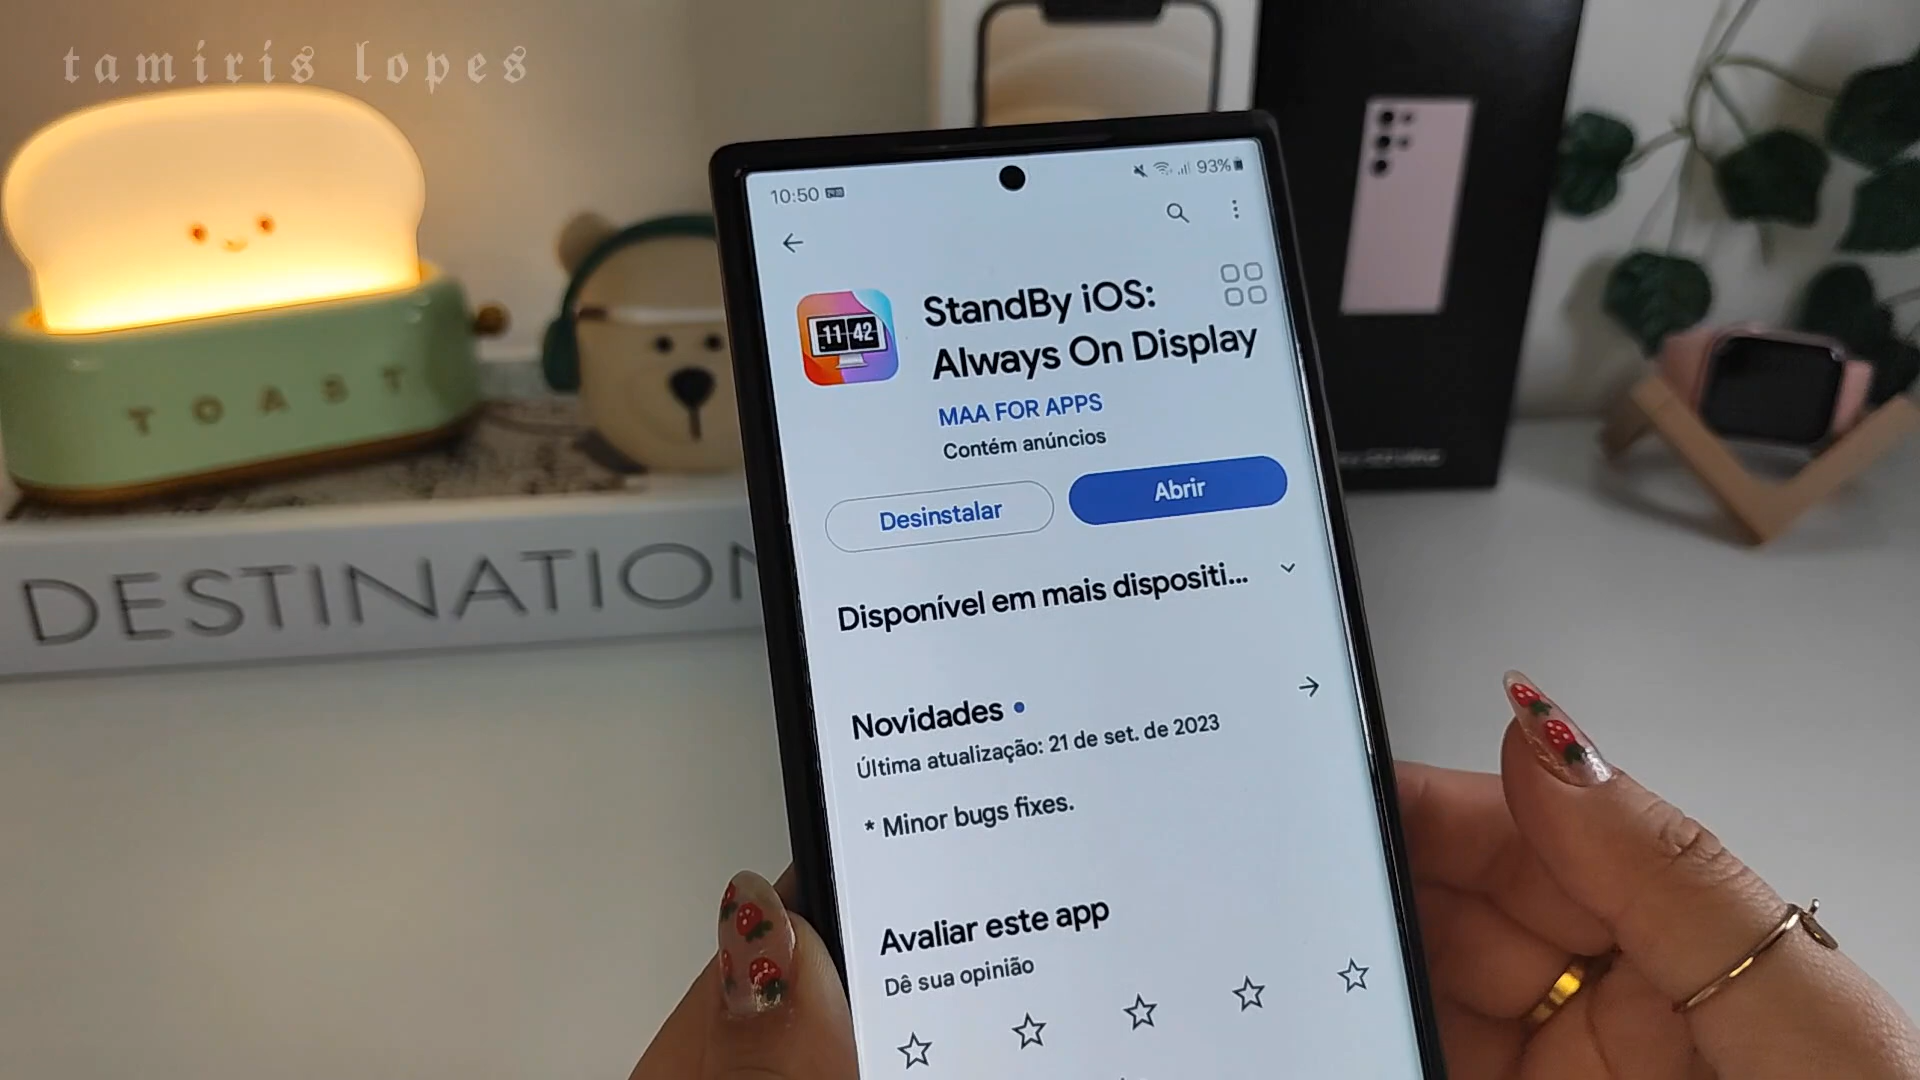 tamiris lopes
TOAST
DESTINATION
10:50
93%
11 42
StandBy iOS:
Always On Display
MAA FOR APPS
Contém anúncios
Desinstalar
Abrir
Disponível em mais dispositi...
Novidades
Última atualização: 21 de set. de 2023
* Minor bugs fixes.
Avaliar este app
Dê sua opinião